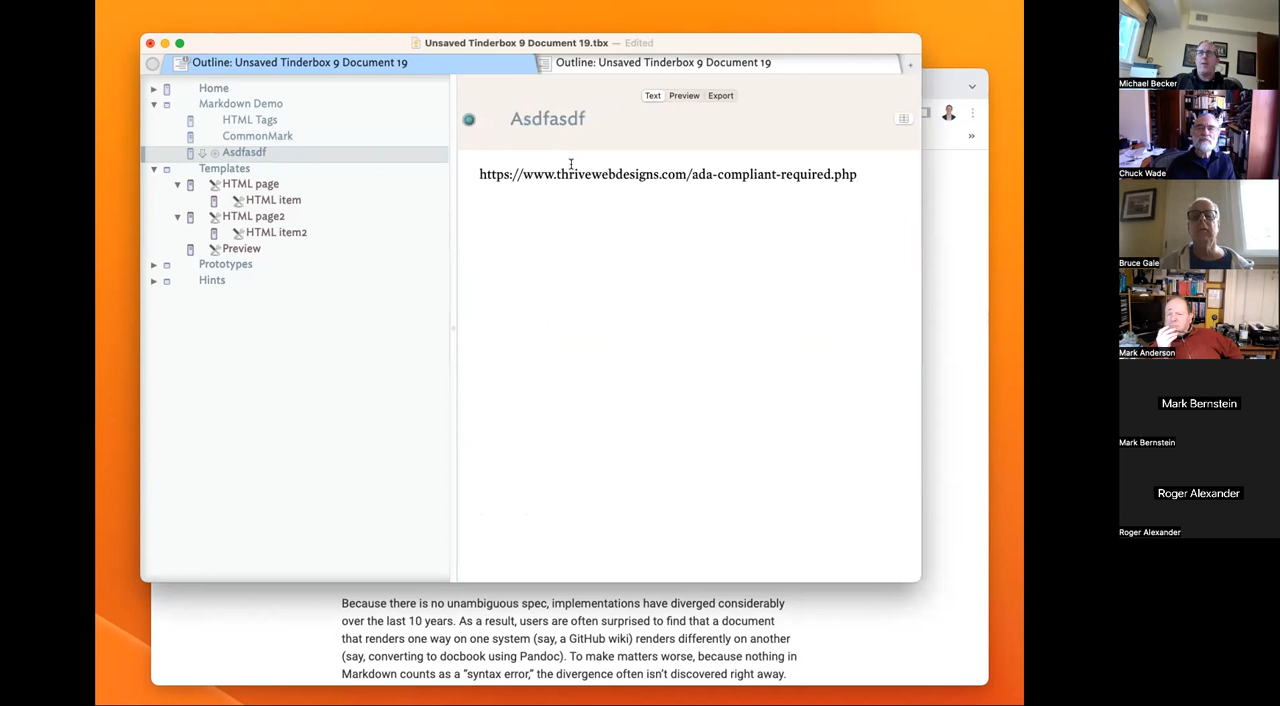 Unsaved Tinderbox 9 Document 19.tbx — Edited
Outline: Unsaved Tinderbox 9 Document 19
Outline: Unsaved Tinderbox 9 Document 19
+
Home
Markdown Demo
HTML Tags
CommonMark
Asdfasdf
Templates
HTML page
HTML item
HTML page2
HTML item2
Preview
Prototypes
Hints
Text Preview Export
Asdfasdf
https://www.thrivewebdesigns.com/ada-compliant-required.php
»
Because there is no unambiguous spec, implementations have diverged considerably
over the last 10 years. As a result, users are often surprised to find that a document
that renders one way on one system (say, a GitHub wiki) renders differently on another
(say, converting to docbook using Pandoc). To make matters worse, because nothing in
Markdown counts as a “syntax error,” the divergence often isn’t discovered right away.
Michael Becker
Chuck Wade
Bruce Gale
Mark Anderson
Mark Bernstein
Mark Bernstein
Roger Alexander
Roger Alexander